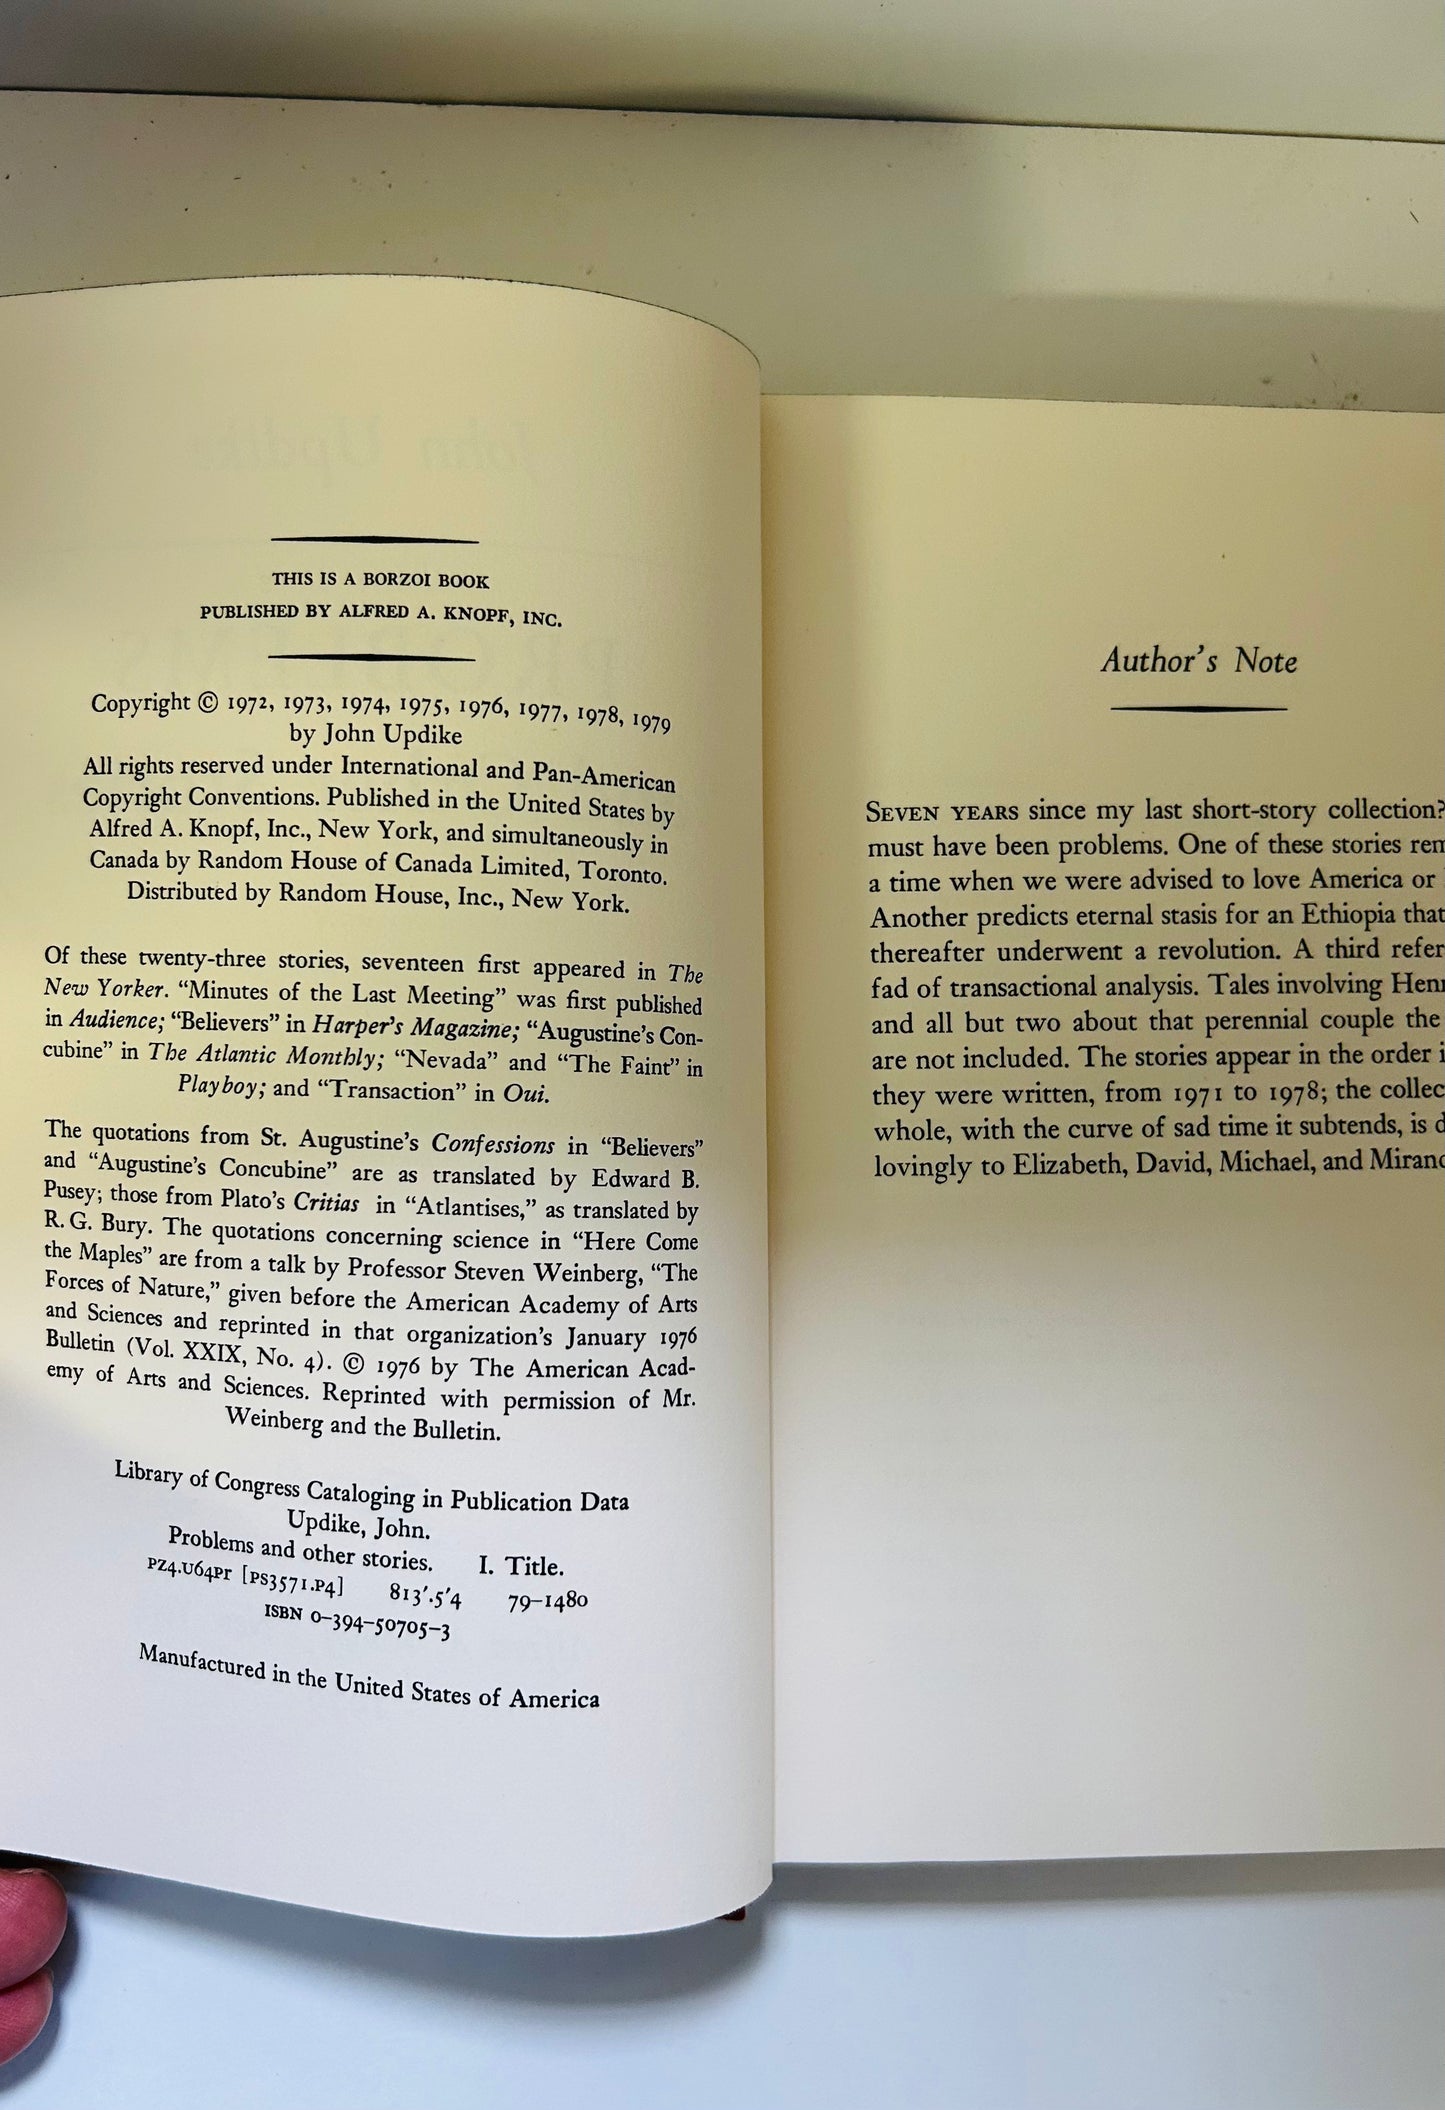 THIS IS A BORZOI BOOK
PUBLISHED BY ALFRED A. KNOPF, INC.
Copyright © 1972, 1973, 1974, 1975, 1976, 1977, 1978, 1979
by John Updike
All rights reserved under International and Pan-American
Copyright Conventions. Published in the United States by
Alfred A. Knopf, Inc., New York, and simultaneously in
Canada by Random House of Canada Limited, Toronto.
Distributed by Random House, Inc., New York.
Of these twenty-three stories, seventeen first appeared in The
New Yorker. “Minutes of the Last Meeting” was first published
in Audience; “Believers” in Harper’s Magazine; “Augustine’s Con-
cubine” in The Atlantic Monthly; “Nevada” and “The Faint” in
Playboy; and “Transaction” in Oui.
The quotations from St. Augustine’s Confessions in “Believers”
and “Augustine’s Concubine” are as translated by Edward B.
Pusey; those from Plato’s Critias in “Atlantises,” as translated by
R. G. Bury. The quotations concerning science in “Here Come
the Maples” are from a talk by Professor Steven Weinberg, “The
Forces of Nature,” given before the American Academy of Arts
and Sciences and reprinted in that organization’s January 1976
Bulletin (Vol. XXIX, No. 4). © 1976 by The American Acad-
emy of Arts and Sciences. Reprinted with permission of Mr.
Weinberg and the Bulletin.
Library of Congress Cataloging in Publication Data
Updike, John.
Problems and other stories. I. Title.
PZ4.U64Pr [PS3571.P4] 813′.5′4 79–1480
ISBN 0–394–50705–3
Manufactured in the United States of America
Author’s Note
SEVEN YEARS since my last short-story collection?
must have been problems. One of these stories
a time when we were advised to love America or
Another predicts eternal stasis for an Ethiopia that
thereafter underwent a revolution. A third
fad of transactional analysis. Tales involving
and all but two about that perennial couple the
are not included. The stories appear in the order
they were written, from 1971 to 1978; the
whole, with the curve of sad time it subtends, is
lovingly to Elizabeth, David, Michael, and